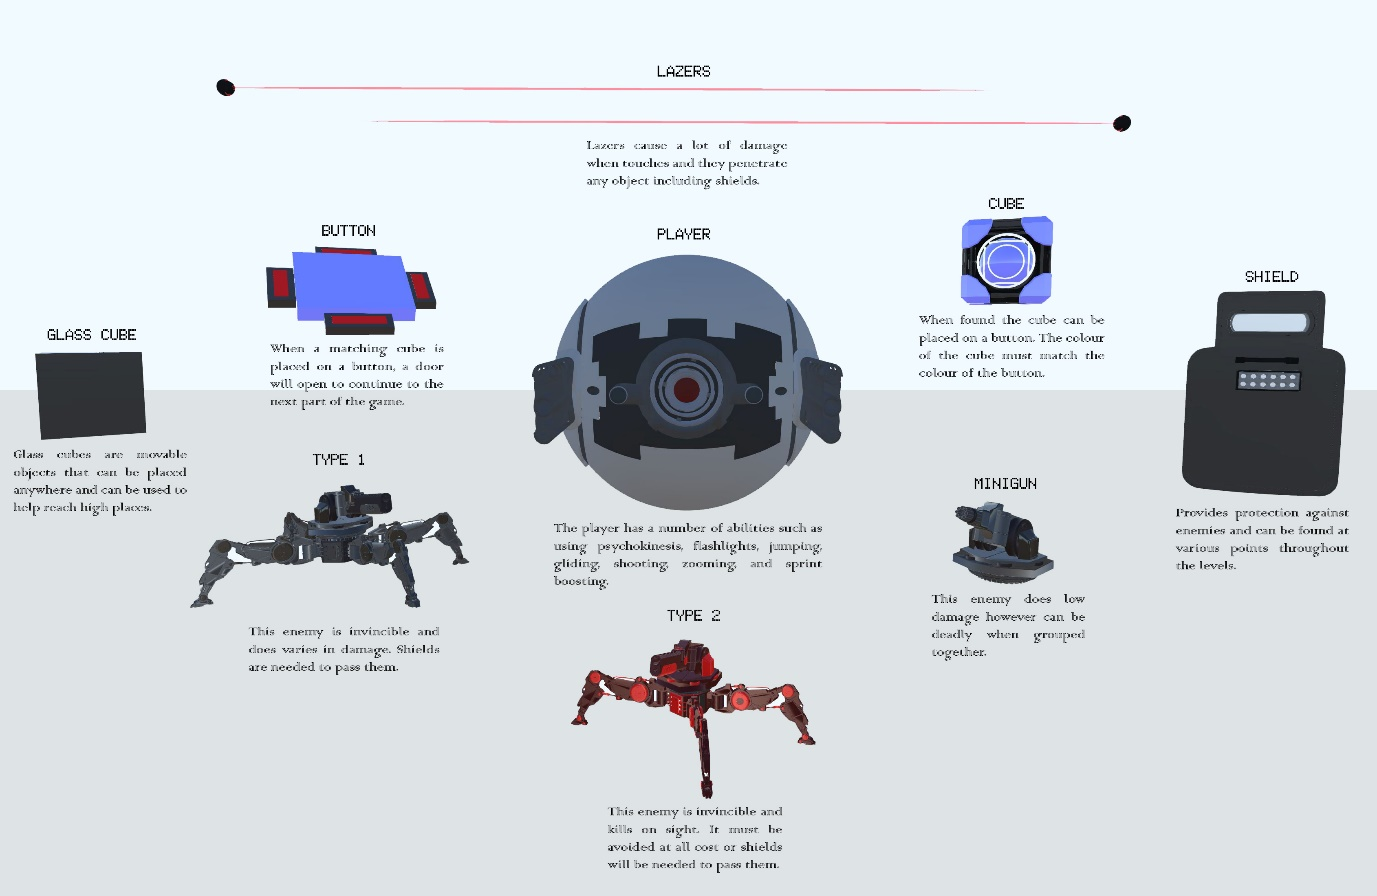 LAZERS
Lazers cause a lot of damage
when touches and they penetrate
any object including shields.
CUBE
When found the cube can be
placed on a button. The colour
of the cube must match the
colour of the button.
BUTTON
When a matching cube is
placed on a button, a door
will open to continue to the
next part of the game.
PLAYER
The player has a number of abilities such as
using psychokinesis, flashlights, jumping,
gliding, shooting, zooming, and sprint
boosting.
SHIELD
Provides protection against
enemies and can be found at
various points throughout
the levels.
GLASS CUBE
Glass cubes are movable
objects that can be placed
anywhere and can be used to
help reach high places.
TYPE 1
This enemy is invincible and
does varies in damage. Shields
are needed to pass them.
MINIGUN
This enemy does low
damage however can be
deadly when grouped
together.
TYPE 2
This enemy is invincible and
kills on sight. It must be
avoided at all cost or shields
will be needed to pass them.